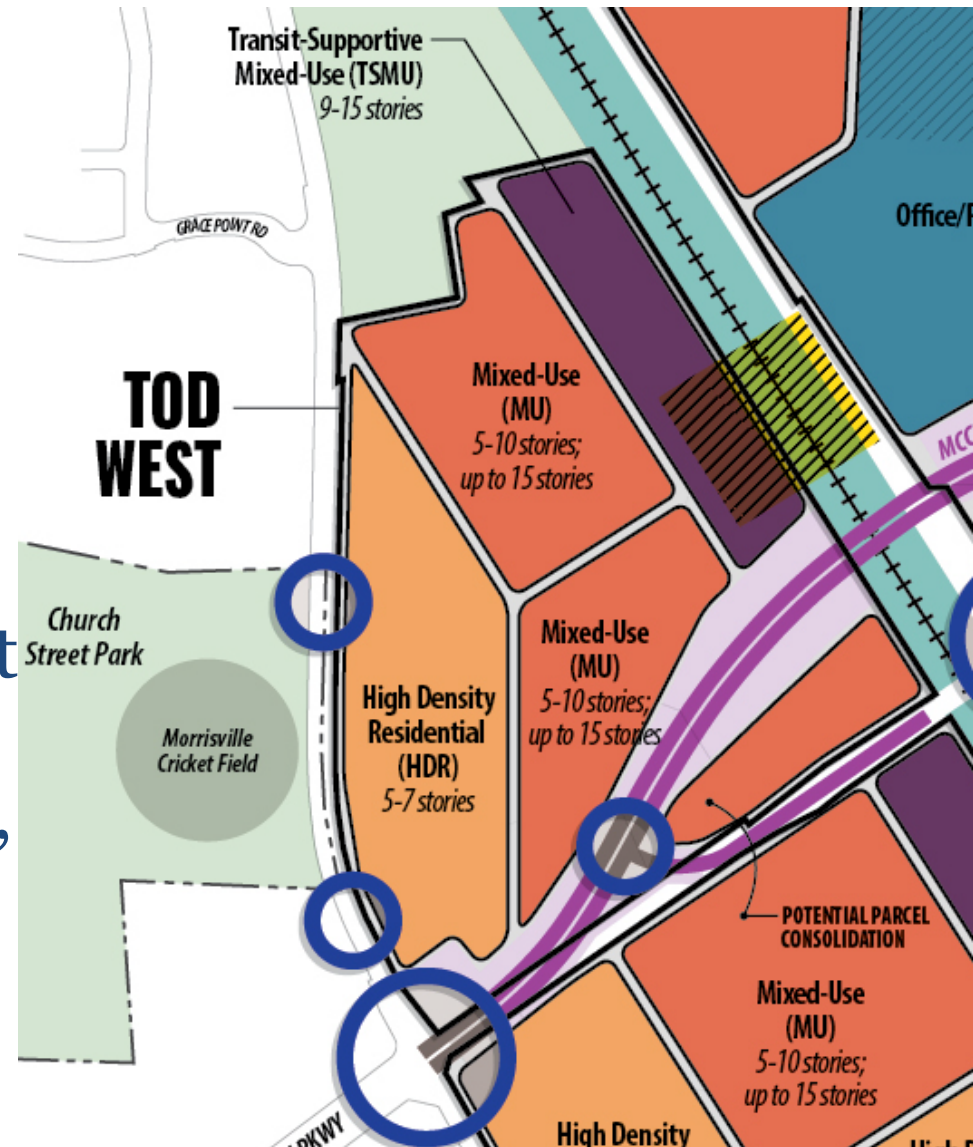 Transit-Supportive
Mixed-Use (TSMU)
9-15 stories
GRACE POINT RD
Office/
TOD
WEST
Mixed-Use
(MU)
5-10 stories;
up to 15 stories
MCC
Church
Street Park
t
Morrisville
Cricket Field
High Density
Residential
(HDR)
5-7 stories
Mixed-Use
(MU)
5-10 stories;
up to 15 stories
,
POTENTIAL PARCEL
CONSOLIDATION
Mixed-Use
(MU)
5-10 stories;
up to 15 stories
High Density